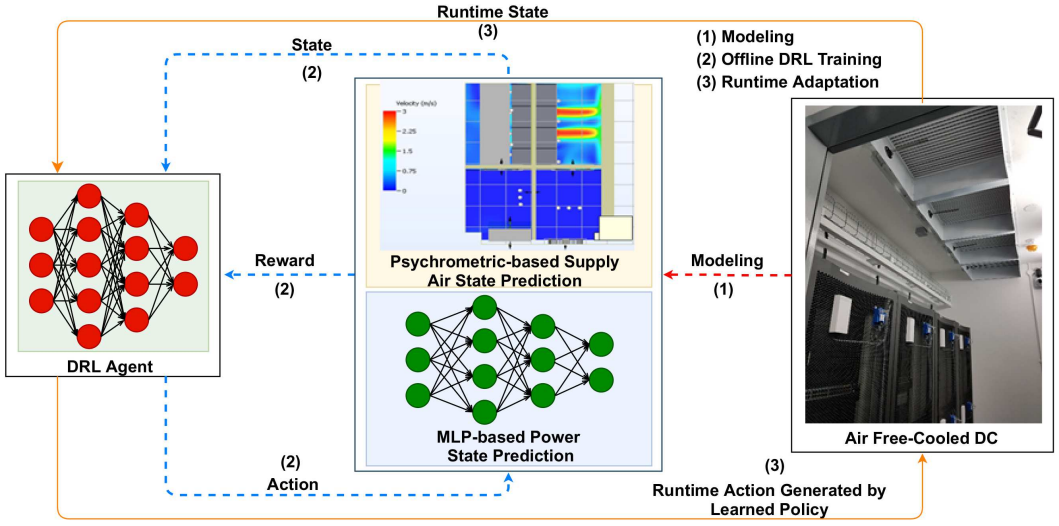 Runtime State
(3)
State
(2)
(1) Modeling
(2) Offline DRL Training
(3) Runtime Adaptation
Velocity (m/s)
3
2.25
1.5
0.75
0
Psychrometric-based Supply
Air State Prediction
Reward
(2)
Modeling
(1)
DRL Agent
MLP-based Power
State Prediction
Air Free-Cooled DC
(2)
Action
(3)
Runtime Action Generated by
Learned Policy